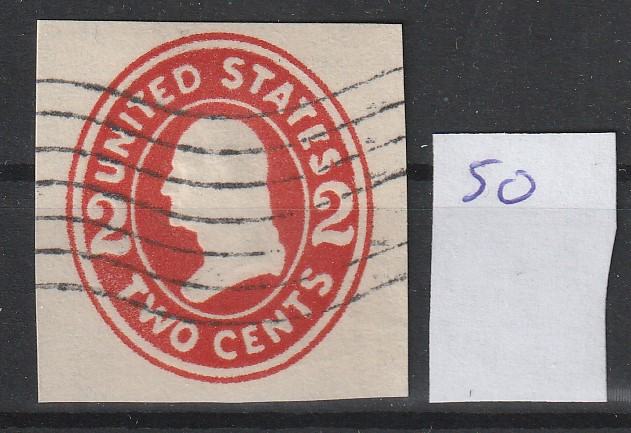 UNITED STATES
2 2
TWO CENTS
50